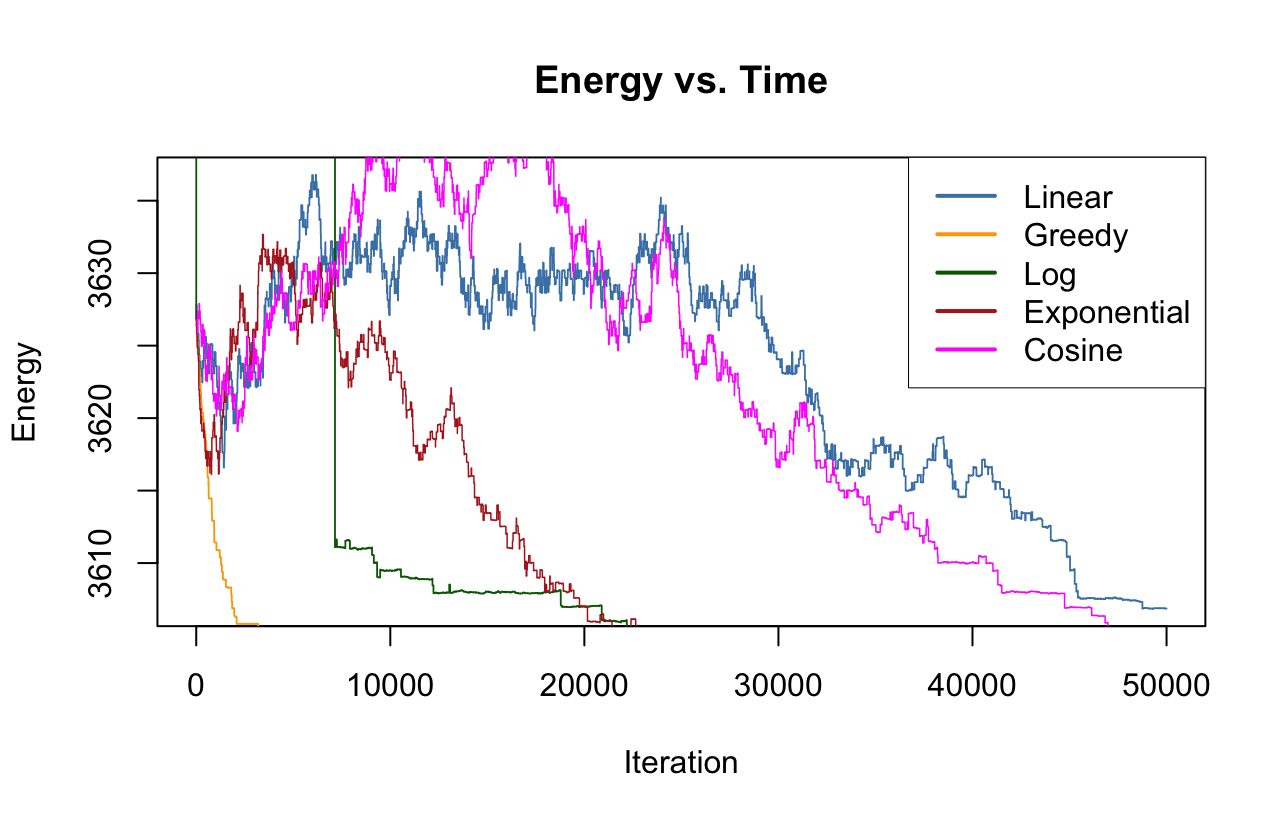 Energy vs. Time
Linear
Greedy
Log
Exponential
Cosine
Energy
3630
3620
3610
0 10000 20000 30000 40000 50000
Iteration